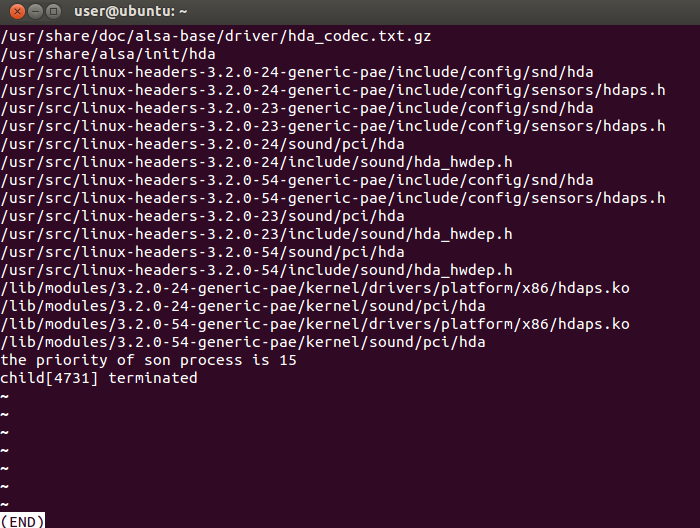 user@ubuntu: ~
/usr/share/doc/alsa-base/driver/hda_codec.txt.gz
/usr/share/alsa/init/hda
/usr/src/linux-headers-3.2.0-24-generic-pae/include/config/snd/hda
/usr/src/linux-headers-3.2.0-24-generic-pae/include/config/sensors/hdaps.h
/usr/src/linux-headers-3.2.0-23-generic-pae/include/config/snd/hda
/usr/src/linux-headers-3.2.0-23-generic-pae/include/config/sensors/hdaps.h
/usr/src/linux-headers-3.2.0-24/sound/pci/hda
/usr/src/linux-headers-3.2.0-24/include/sound/hda_hwdep.h
/usr/src/linux-headers-3.2.0-54-generic-pae/include/config/snd/hda
/usr/src/linux-headers-3.2.0-54-generic-pae/include/config/sensors/hdaps.h
/usr/src/linux-headers-3.2.0-23/sound/pci/hda
/usr/src/linux-headers-3.2.0-23/include/sound/hda_hwdep.h
/usr/src/linux-headers-3.2.0-54/sound/pci/hda
/usr/src/linux-headers-3.2.0-54/include/sound/hda_hwdep.h
/lib/modules/3.2.0-24-generic-pae/kernel/drivers/platform/x86/hdaps.ko
/lib/modules/3.2.0-24-generic-pae/kernel/sound/pci/hda
/lib/modules/3.2.0-54-generic-pae/kernel/drivers/platform/x86/hdaps.ko
/lib/modules/3.2.0-54-generic-pae/kernel/sound/pci/hda
the priority of son process is 15
child[4731] terminated
~
~
~
~
~
~
~
(END)